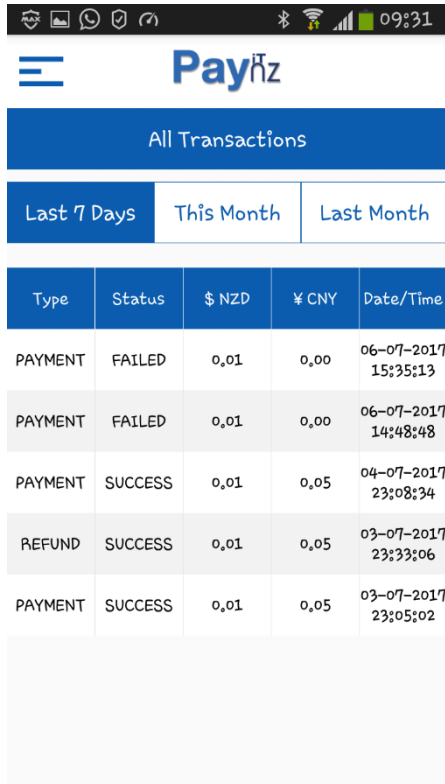 09:31
Paynz
All Transactions
Last 7 Days This Month Last Month
Type Status $ NZD ¥ CNY Date/Time
PAYMENT FAILED 0.01 0.00 06-07-2017 15:35:13
PAYMENT FAILED 0.01 0.00 06-07-2017 14:48:48
PAYMENT SUCCESS 0.01 0.05 04-07-2017 23:08:34
REFUND SUCCESS 0.01 0.05 03-07-2017 23:33:06
PAYMENT SUCCESS 0.01 0.05 03-07-2017 23:05:02